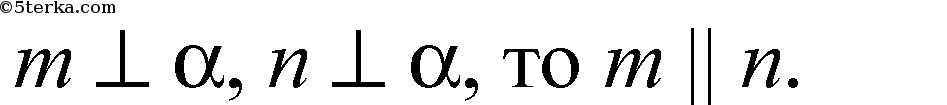 ©5terka.com
m ⊥ α, n ⊥ α, то m || n.